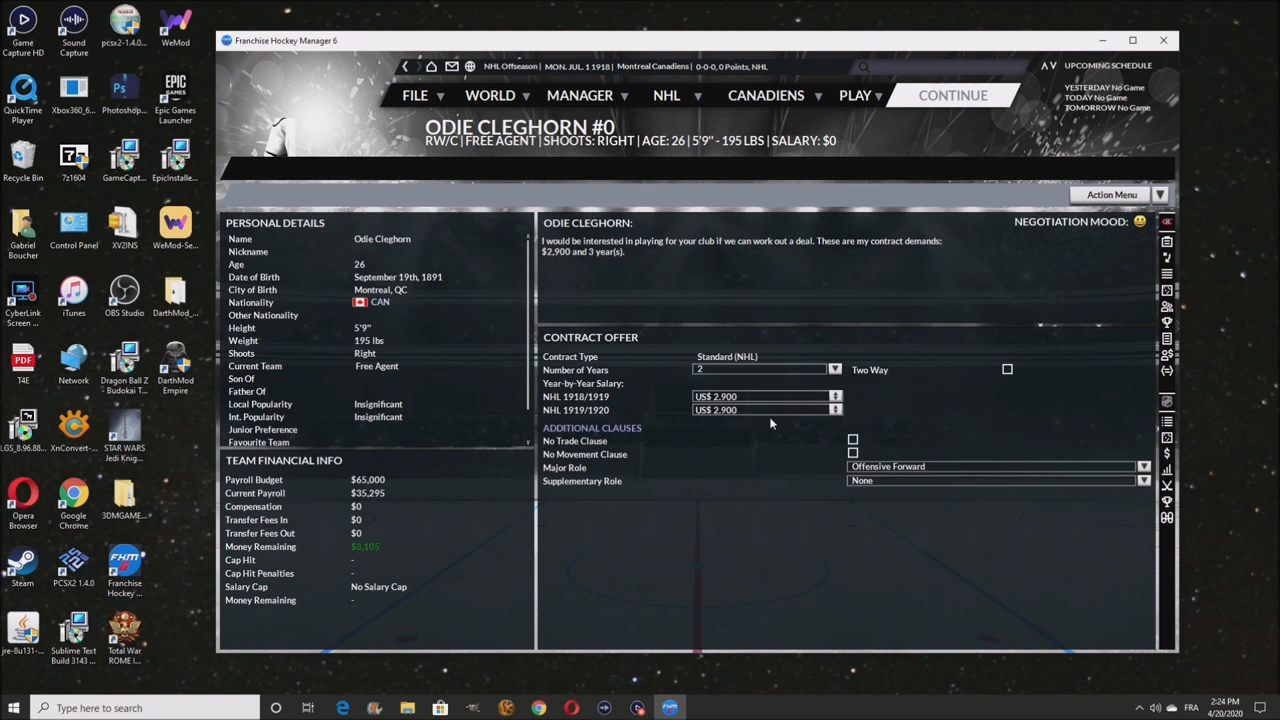 Game Capture HD
Sound Capture
pcsx2-1.4.0...
WeMod
Franchise Hockey Manager 6
NHL Offseason | MON. JUL. 1 1918 | Montreal Canadiens | 0-0-0, 0 Points, NHL
UPCOMING SCHEDULE
YESTERDAY No Game
TODAY No Game
TOMORROW No Game
FILE WORLD MANAGER NHL CANADIENS PLAY CONTINUE
QuickTime Player
Xbox360_6...
Photoshop...
Epic Games Launcher
ODIE CLEGHORN #0
RW/C | FREE AGENT | SHOOTS: RIGHT | AGE: 26 | 5'9" - 195 LBS | SALARY: $0
Recycle Bin
7z1604
GameCapt...
EpicInstalle...
Action Menu
Gabriel Boucher
Control Panel
XV2INS
WeMod-Se...
PERSONAL DETAILS
Name Odie Cleghorn
Nickname
Age 26
Date of Birth September 19th, 1891
City of Birth Montreal, QC
Nationality CAN
Other Nationality
Height 5'9"
Weight 195 lbs
Shoots Right
Current Team Free Agent
Son Of
Father Of
Local Popularity Insignificant
Int. Popularity Insignificant
Junior Preference
Favourite Team
ODIE CLEGHORN:
NEGOTIATION MOOD:
I would be interested in playing for your club if we can work out a deal. These are my contract demands:
$2,900 and 3 year(s).
CONTRACT OFFER
Contract Type Standard (NHL)
Number of Years 2 Two Way
Year-by-Year Salary:
NHL 1918/1919 US$ 2.900
NHL 1919/1920 US$ 2.900
ADDITIONAL CLAUSES
No Trade Clause
No Movement Clause
Major Role Offensive Forward
Supplementary Role None
TEAM FINANCIAL INFO
Payroll Budget $65,000
Current Payroll $35,295
Compensation $0
Transfer Fees In $0
Transfer Fees Out $0
Money Remaining $8,105
Cap Hit -
Cap Hit Penalties -
Salary Cap No Salary Cap
Money Remaining -
CyberLink Screen ...
iTunes
OBS Studio
DarthMod_...
T4E
Network
Dragon Ball Z - Budokai T...
DarthMod Empire
LGS_8.96.88...
XnConvert-...
STAR WARS Jedi Knig...
Opera Browser
Google Chrome
3DMGAME...
Steam
PCSX2 1.4.0
Franchise Hockey ...
jre-8u131-...
Sublime Text Build 3143 ...
Total War ROME I...
Type here to search
FRA
2:24 PM
4/20/2020